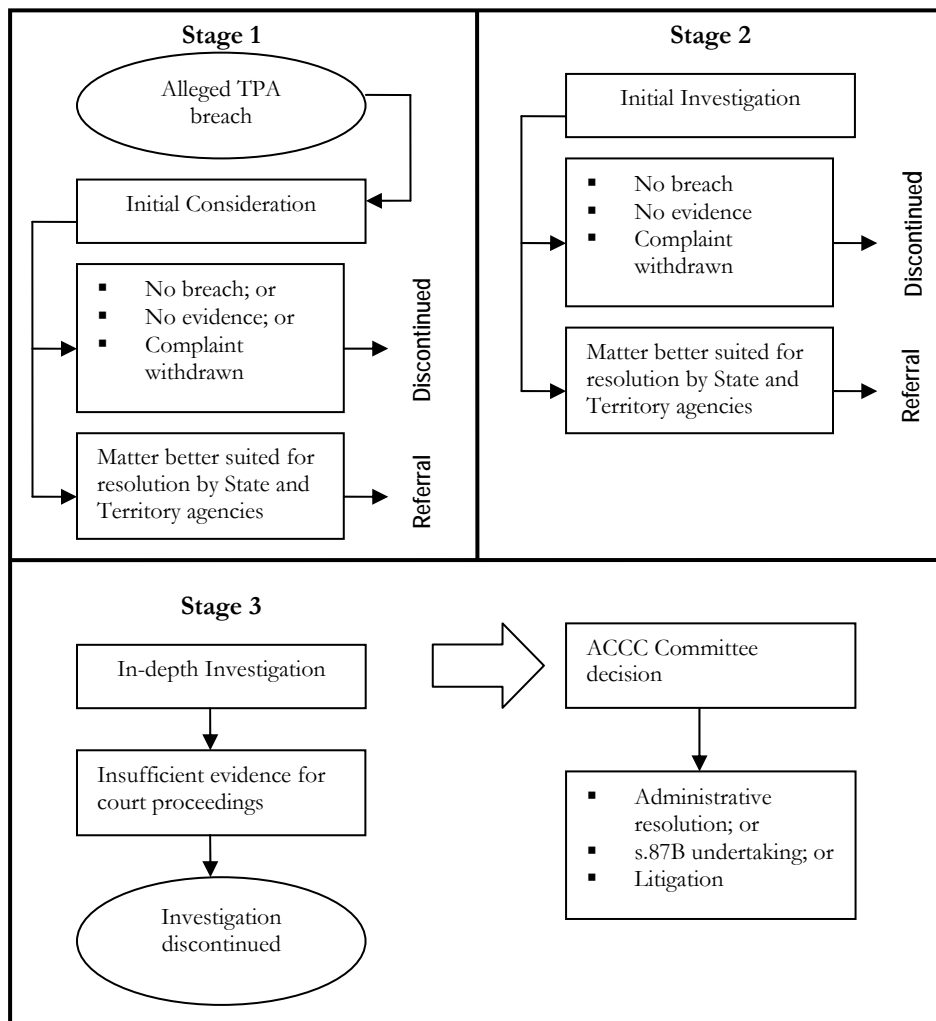 Stage 1
Alleged TPA
breach
Initial Consideration
▪ No breach; or
▪ No evidence; or
▪ Complaint
withdrawn
Discontinued
Matter better suited for
resolution by State and
Territory agencies
Referral
Stage 2
Initial Investigation
▪ No breach
▪ No evidence
▪ Complaint
withdrawn
Discontinued
Matter better suited for
resolution by State and
Territory agencies
Referral
Stage 3
In-depth Investigation
Insufficient evidence for
court proceedings
Investigation
discontinued
ACCC Committee
decision
▪ Administrative
resolution; or
▪ s.87B undertaking; or
▪ Litigation